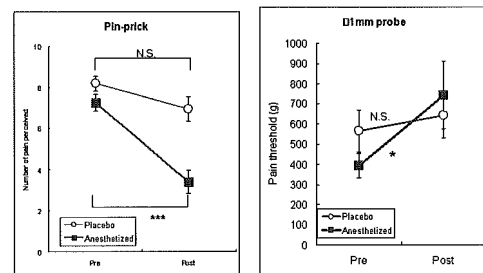 Pin-prick
Number of pain perceived
10
8
6
4
2
0
N.S.
***
Placebo
Anesthetized
Pre
Post
D1mm probe
Pain threshold (g)
1000
900
800
700
600
500
400
300
200
100
0
N.S.
*
Placebo
Anesthetized
Pre
Post